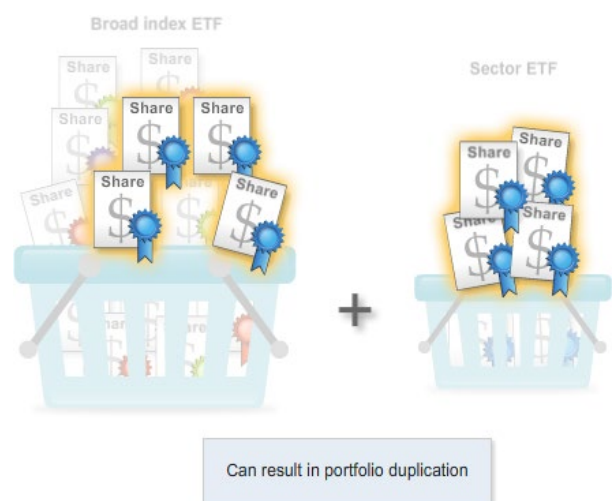 Broad index ETF
Share
Share
Share
Share
$
Share
$
$
Share
Share
Share
$
$
Sector ETF
Share
Share
$
Share
Share
$
$
$
+
Can result in portfolio duplication